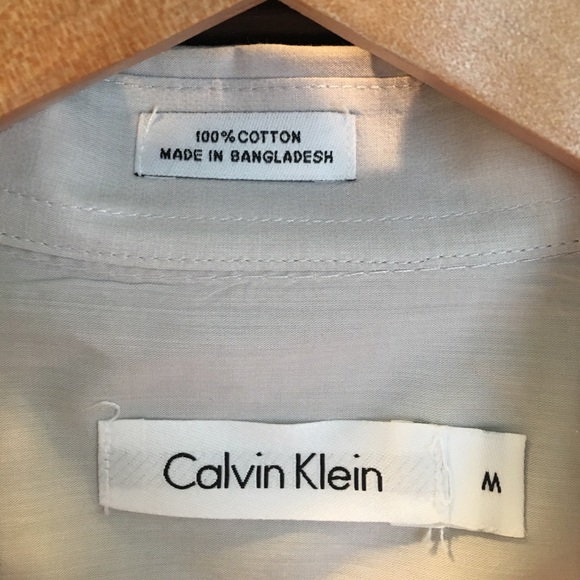 100% COTTON
MADE IN BANGLADESH
Calvin Klein
M